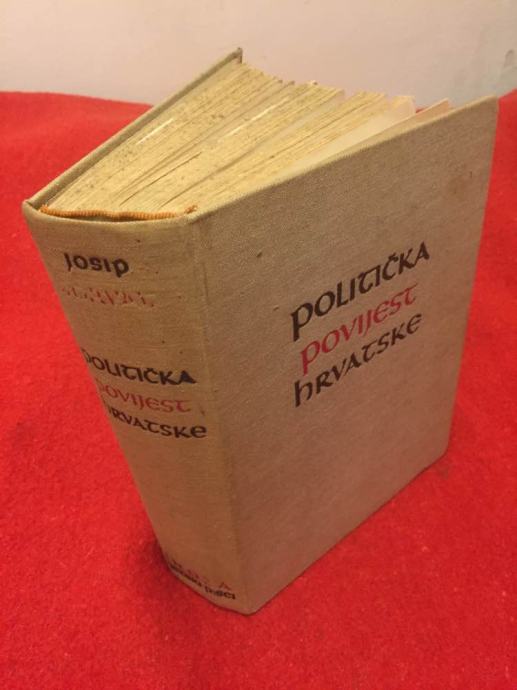 Josip
POLITIČKA
POVIJEST
HRVATSKE
POLITIČKA
POVIJEST
HRVATSKE